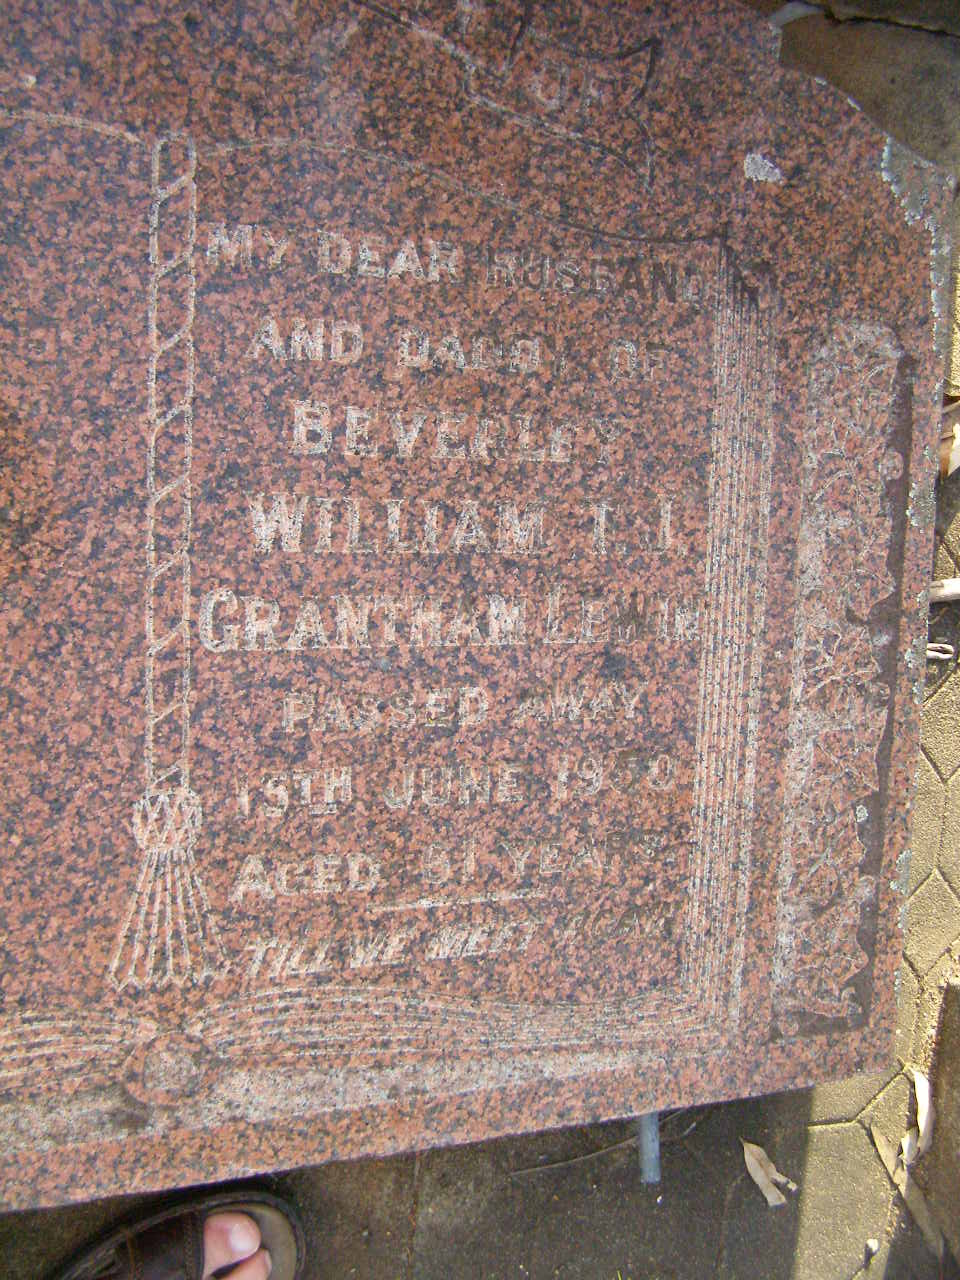 OF
MY DEAR HUSBAND
AND DADDY OF
BEVERLEY
WILLIAM T. J.
GRANTHAM LEWIN
PASSED AWAY
15TH JUNE 1950
AGED 61 YEARS
TILL WE MEET AGAIN